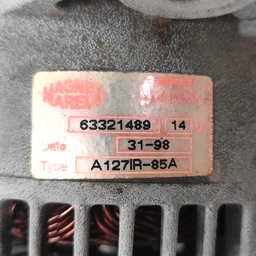 MAGNETI
MARELLI
63321489 14 V
Date 31-98
Type A127IR-85A